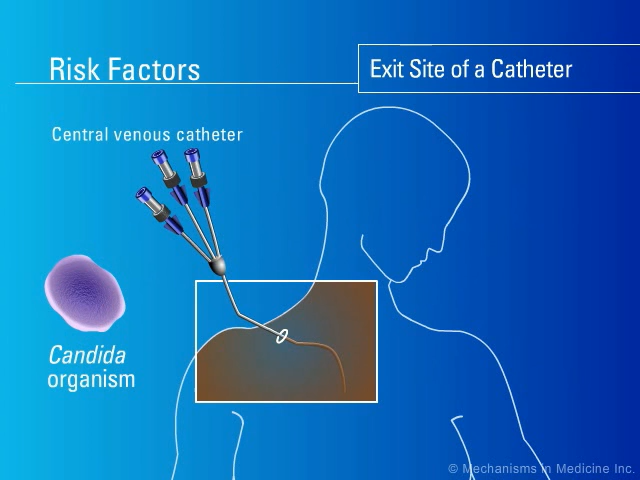 Risk Factors
Exit Site of a Catheter
Central venous catheter
Candida
organism
© Mechanisms in Medicine Inc.